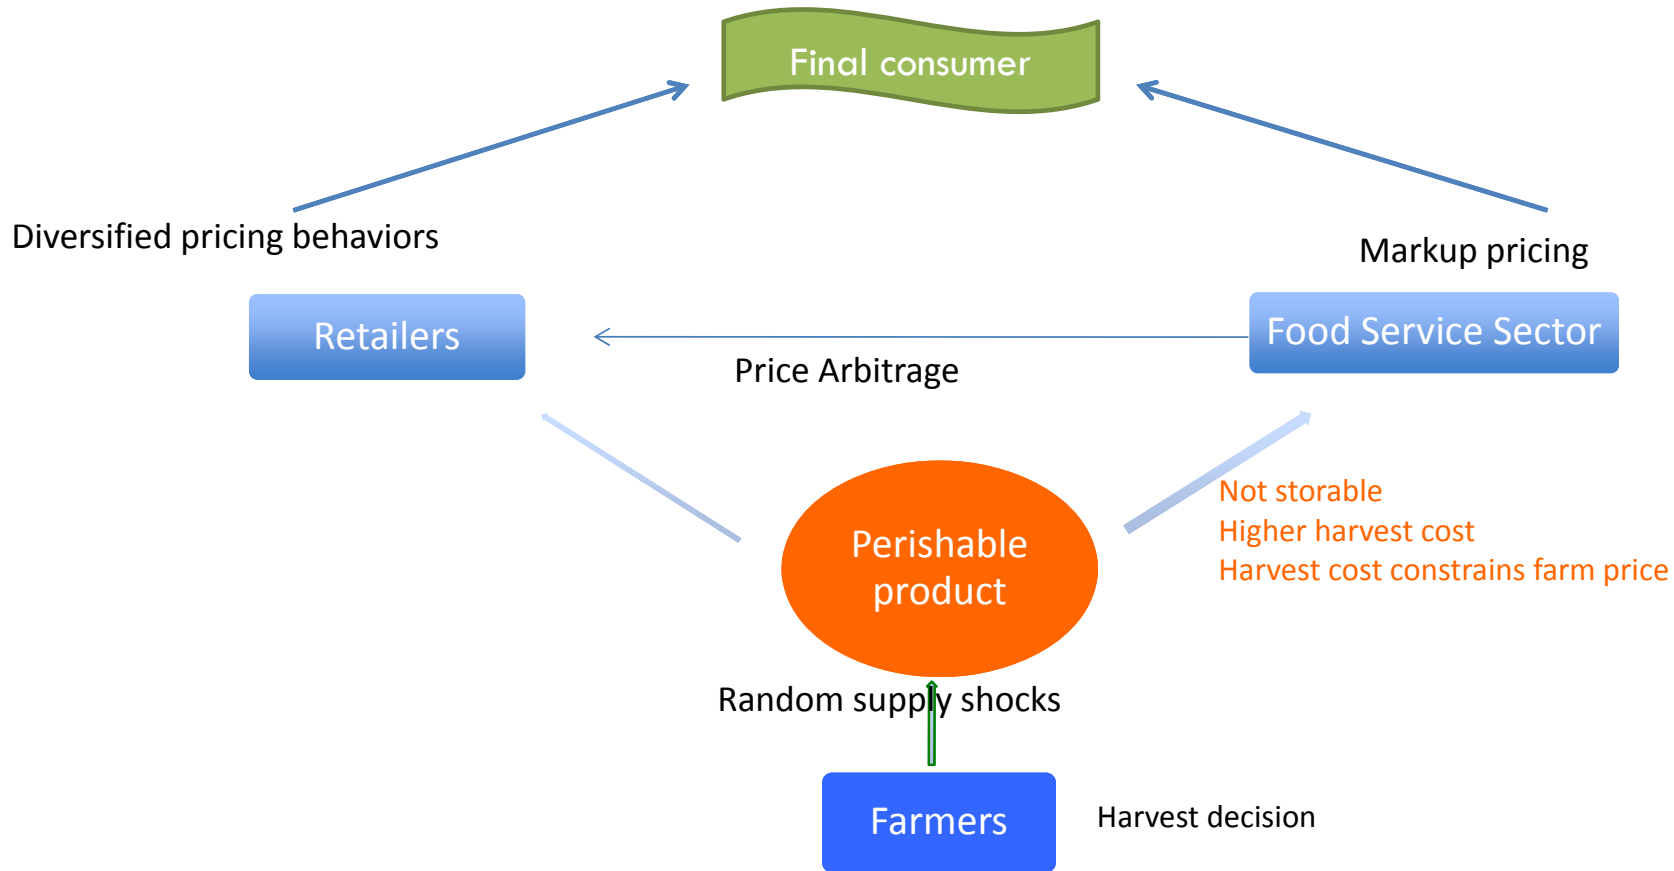 Final consumer
Diversified pricing behaviors
Markup pricing
Retailers
Food Service Sector
Price Arbitrage
Not storable
Higher harvest cost
Harvest cost constrains farm price
Perishable
product
Random supply shocks
Farmers
Harvest decision